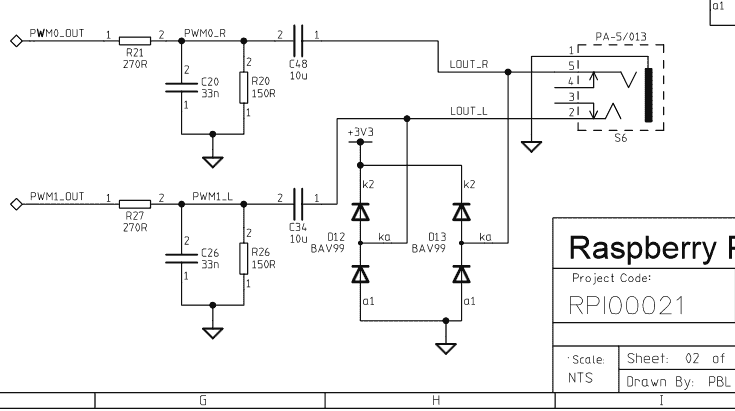 a1
PWM0_OUT
1
2
PWM0_R
2
1
PA-5/013
R21
270R
2
C20
33n
1
2
R20
150R
1
C48
10u
LOUT_R
1
5
4
3
2
LOUT_L
S6
+3V3
PWM1_OUT
1
2
PWM1_L
2
1
R27
270R
2
C26
33n
1
2
R26
150R
1
C34
10u
k2
k2
D12
BAV99
ka
D13
BAV99
ka
a1
a1
Raspberry
Project Code:
RPI00021
Scale:
NTS
Sheet: 02 of
Drawn By: PBL
G
H
I